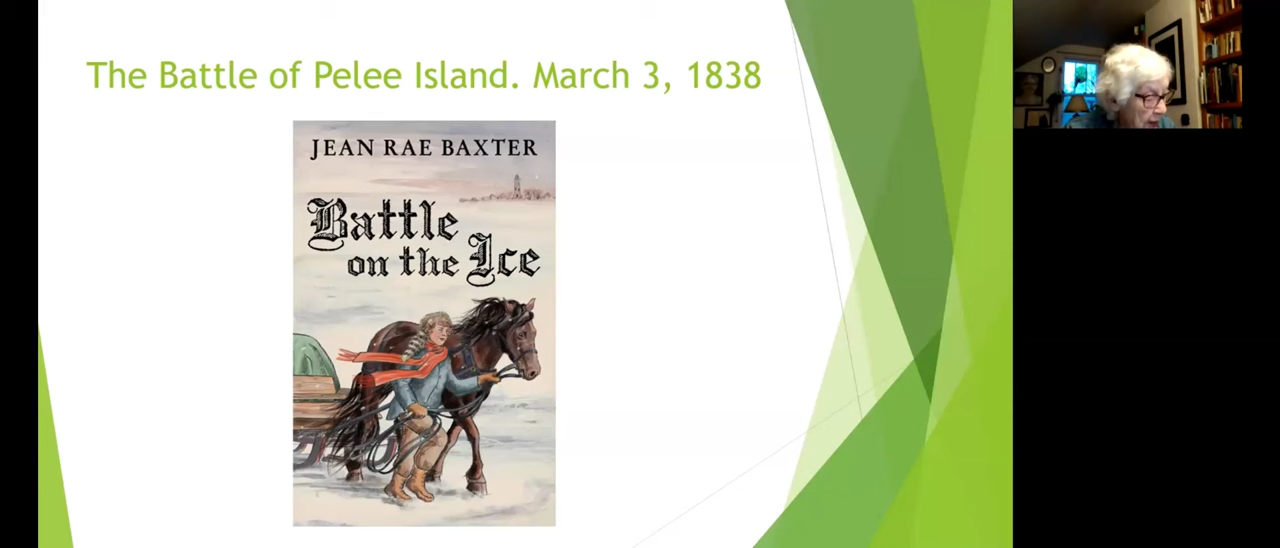 The Battle of Pelee Island. March 3, 1838
JEAN RAE BAXTER
Battle
on the Ice